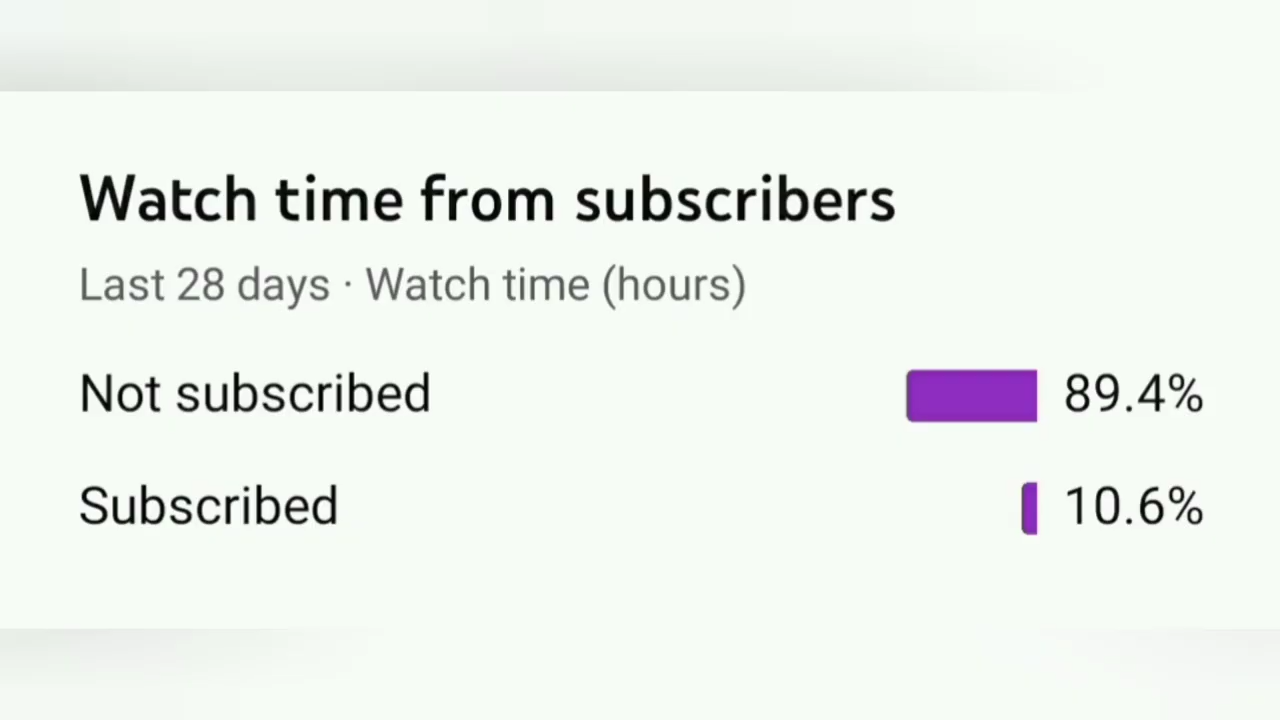 Watch time from subscribers
Last 28 days · Watch time (hours)
Not subscribed 89.4%
Subscribed 10.6%